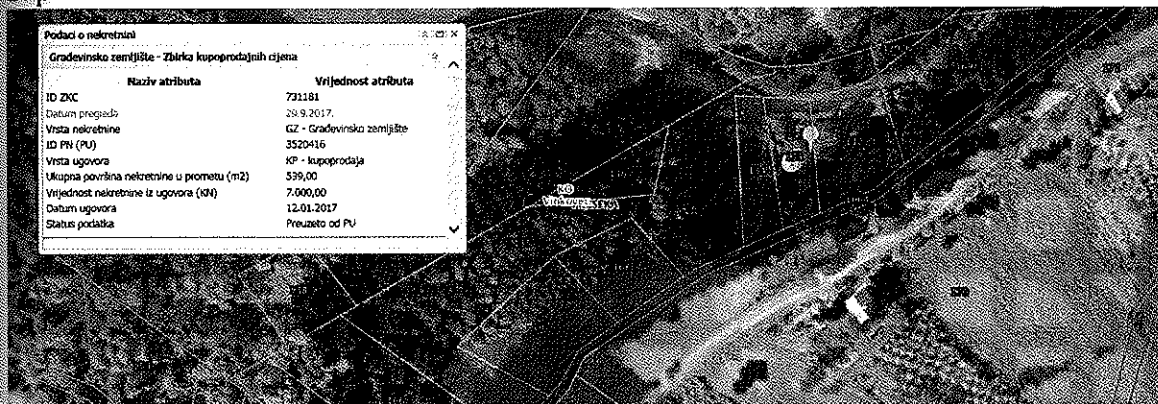 Podaci o nekretnini
Građevinsko zemljište - Zbirka kupoprodajnih cijena
Naziv atributa Vrijednost atributa
ID ZKC 731181
Datum pregleda 29.9.2017.
Vrsta nekretnine GZ - Građevinsko zemljište
ID PN (PU) 3520416
Vrsta ugovora KP - kupoprodaja
Ukupna površina nekretnine u prometu (m2) 539,00
Vrijednost nekretnine iz ugovora (KN) 7.000,00
Datum ugovora 12.01.2017
Status podatka Preuzeto od PU
KO